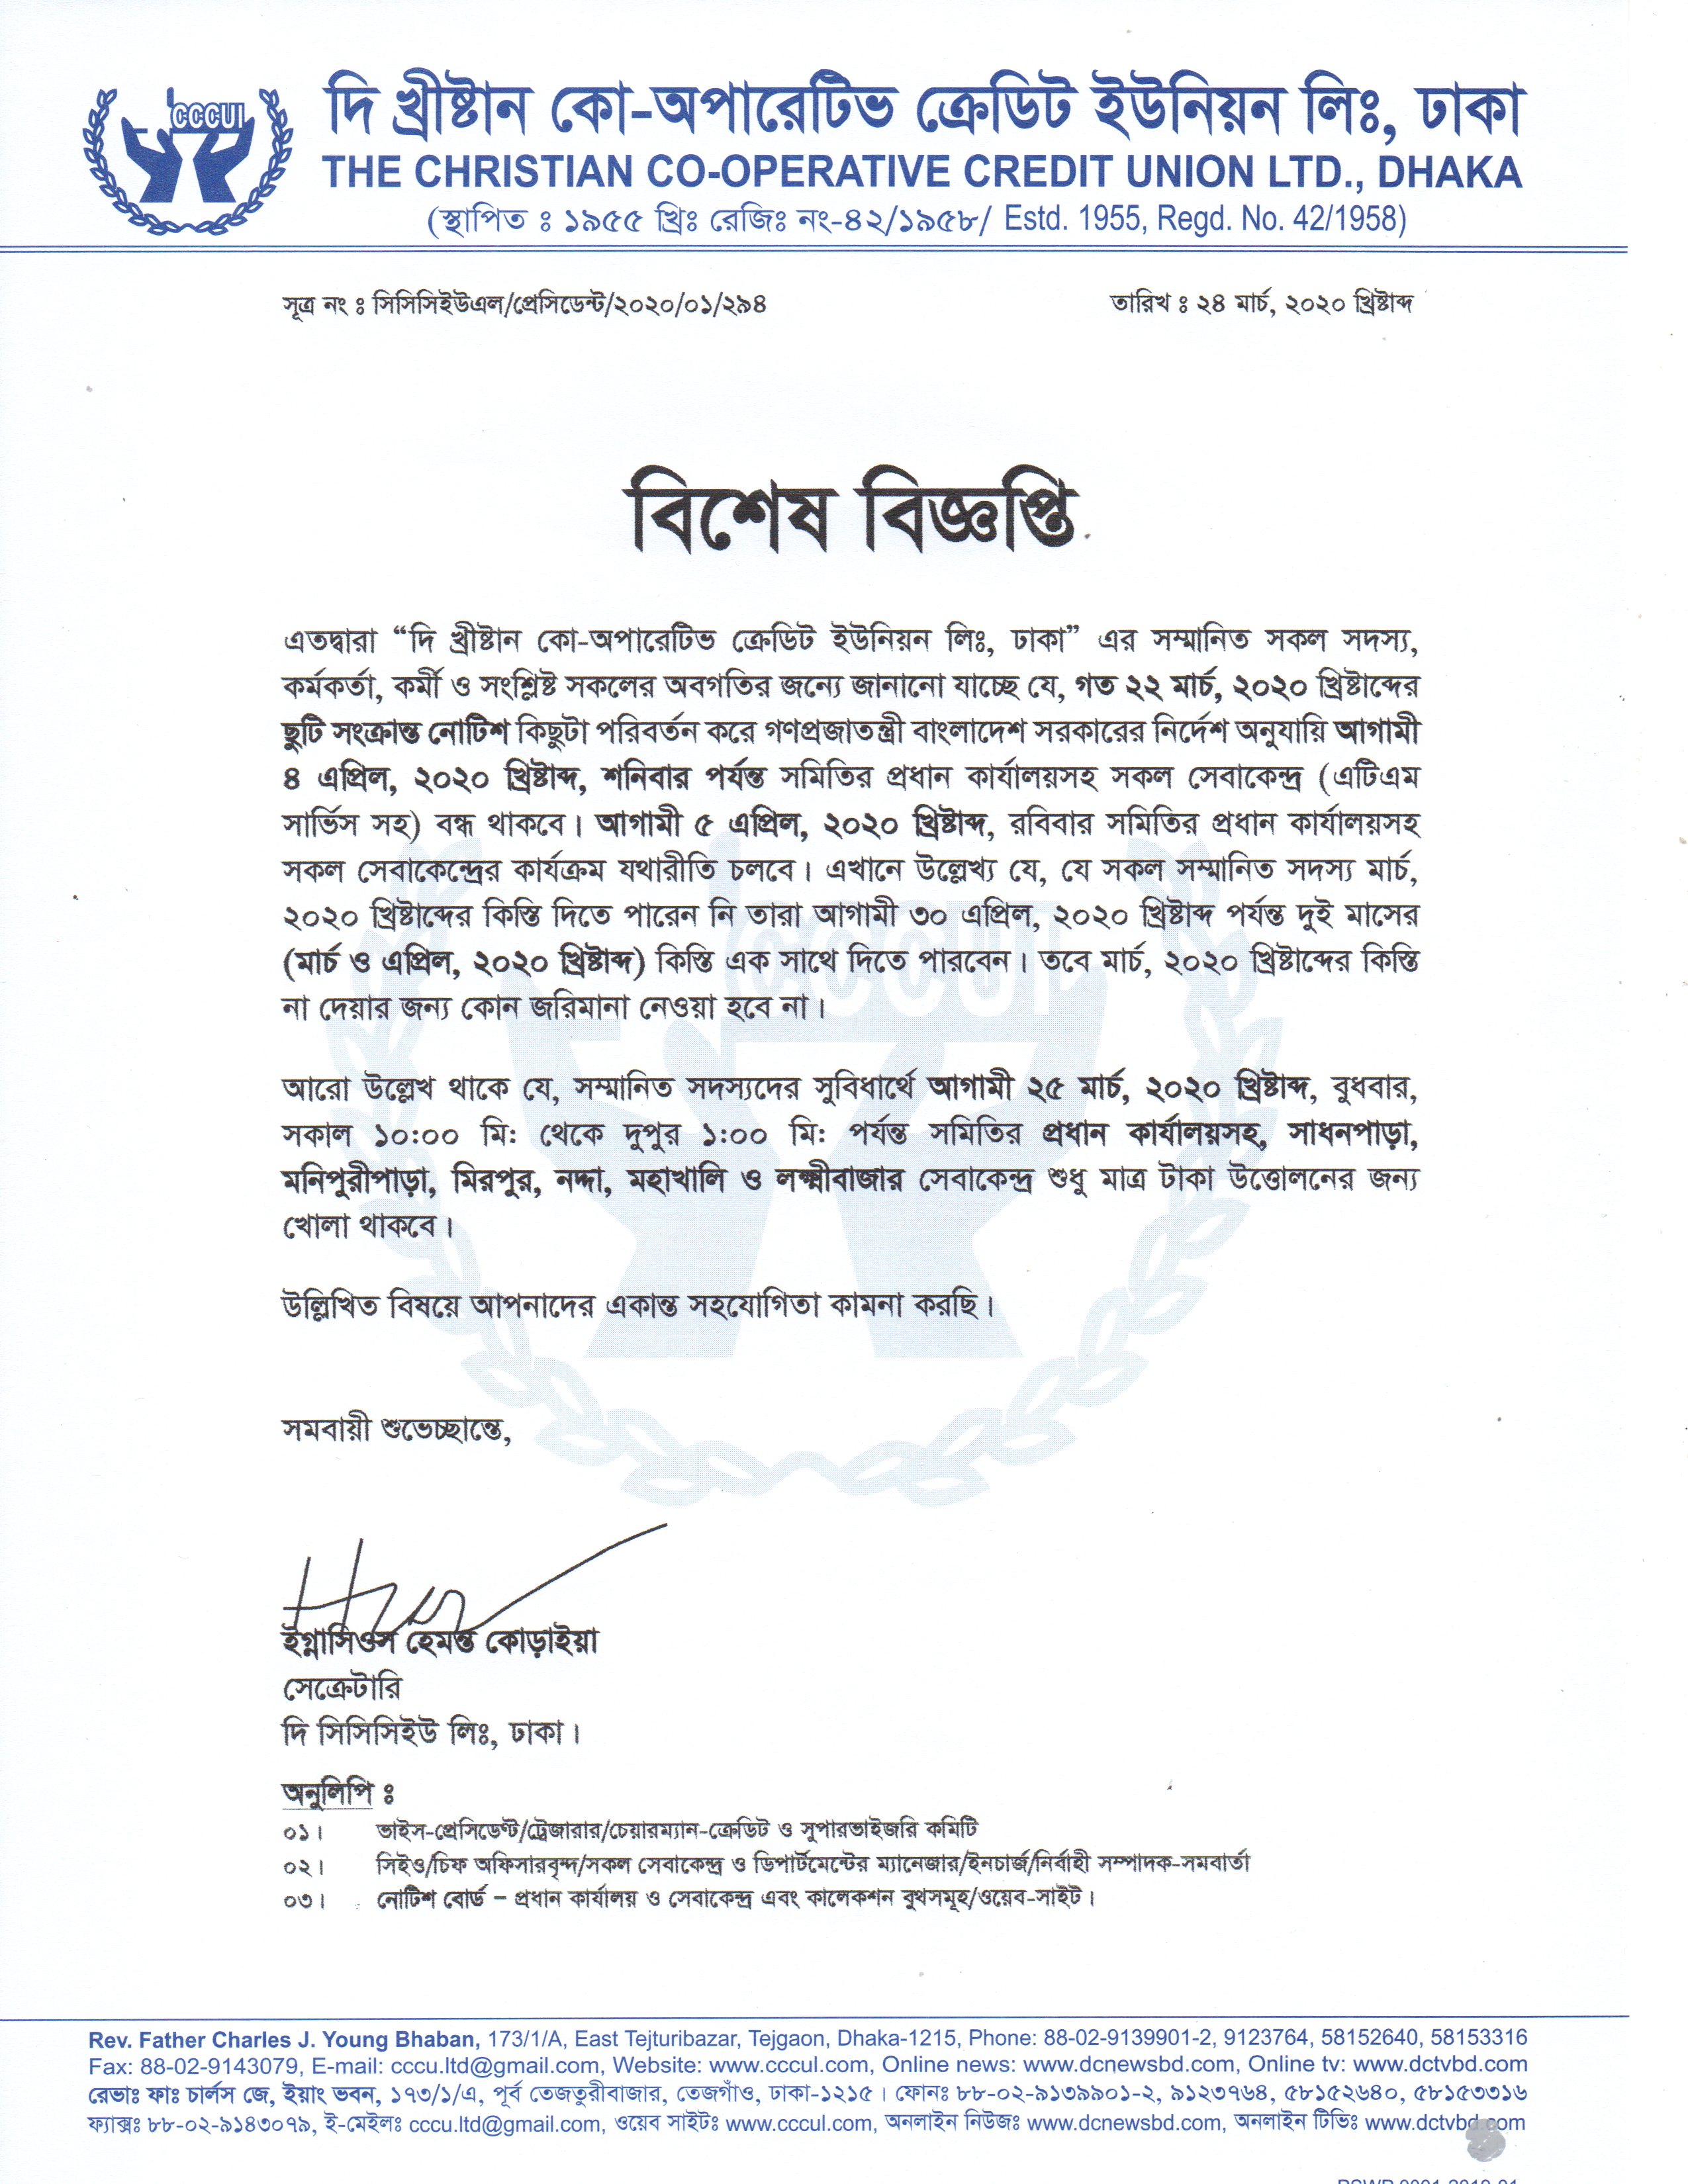 CCCUL
দি খ্রীষ্টান কো-অপারেটিভ ক্রেডিট ইউনিয়ন লিঃ, ঢাকা
THE CHRISTIAN CO-OPERATIVE CREDIT UNION LTD., DHAKA
(স্থাপিত ঃ ১৯৫৫ খ্রিঃ রেজিঃ নং-৪২/১৯৫৮/ Estd. 1955, Regd. No. 42/1958)
সূত্র নং ঃ সিসিসিইউএল/প্রেসিডেন্ট/২০২০/০১/২৯৪ তারিখ ঃ ২৪ মার্চ, ২০২০ খ্রিষ্টাব্দ
বিশেষ বিজ্ঞপ্তি
এতদ্বারা “দি খ্রীষ্টান কো-অপারেটিভ ক্রেডিট ইউনিয়ন লিঃ, ঢাকা” এর সম্মানিত সকল সদস্য,
কর্মকর্তা, কর্মী ও সংশ্লিষ্ট সকলের অবগতির জন্যে জানানো যাচ্ছে যে, গত ২২ মার্চ, ২০২০ খ্রিষ্টাব্দের
ছুটি সংক্রান্ত নোটিশ কিছুটা পরিবর্তন করে গণপ্রজাতন্ত্রী বাংলাদেশ সরকারের নির্দেশ অনুযায়ি আগামী
৪ এপ্রিল, ২০২০ খ্রিষ্টাব্দ, শনিবার পর্যন্ত সমিতির প্রধান কার্যালয়সহ সকল সেবাকেন্দ্র (এটিএম
সার্ভিস সহ) বন্ধ থাকবে। আগামী ৫ এপ্রিল, ২০২০ খ্রিষ্টাব্দ, রবিবার সমিতির প্রধান কার্যালয়সহ
সকল সেবাকেন্দ্রের কার্যক্রম যথারীতি চলবে। এখানে উল্লেখ্য যে, যে সকল সম্মানিত সদস্য মার্চ,
২০২০ খ্রিষ্টাব্দের কিস্তি দিতে পারেন নি তারা আগামী ৩০ এপ্রিল, ২০২০ খ্রিষ্টাব্দ পর্যন্ত দুই মাসের
(মার্চ ও এপ্রিল, ২০২০ খ্রিষ্টাব্দ) কিস্তি এক সাথে দিতে পারবেন। তবে মার্চ, ২০২০ খ্রিষ্টাব্দের কিস্তি
না দেয়ার জন্য কোন জরিমানা নেওয়া হবে না।
আরো উল্লেখ থাকে যে, সম্মানিত সদস্যদের সুবিধার্থে আগামী ২৫ মার্চ, ২০২০ খ্রিষ্টাব্দ, বুধবার,
সকাল ১০:০০ মি: থেকে দুপুর ১:০০ মি: পর্যন্ত সমিতির প্রধান কার্যালয়সহ, সাধনপাড়া,
মনিপুরীপাড়া, মিরপুর, নদ্দা, মহাখালি ও লক্ষ্মীবাজার সেবাকেন্দ্র শুধু মাত্র টাকা উত্তোলনের জন্য
খোলা থাকবে।
উল্লিখিত বিষয়ে আপনাদের একান্ত সহযোগিতা কামনা করছি।
সমবায়ী শুভেচ্ছান্তে,
ইগ্নাসিওস হেমন্ত কোড়াইয়া
সেক্রেটারি
দি সিসিসিইউ লিঃ, ঢাকা।
অনুলিপি ঃ
০১। ভাইস-প্রেসিডেন্ট/ট্রেজারার/চেয়ারম্যান-ক্রেডিট ও সুপারভাইজরি কমিটি
০২। সিইও/চিফ অফিসারবৃন্দ/সকল সেবাকেন্দ্র ও ডিপার্টমেন্টের ম্যানেজার/ইনচার্জ/নির্বাহী সম্পাদক-সমবার্তা
০৩। নোটিশ বোর্ড – প্রধান কার্যালয় ও সেবাকেন্দ্র এবং কালেকশন বুথসমূহ/ওয়েব-সাইট।
Rev. Father Charles J. Young Bhaban, 173/1/A, East Tejturibazar, Tejgaon, Dhaka-1215, Phone: 88-02-9139901-2, 9123764, 58152640, 58153316
Fax: 88-02-9143079, E-mail: cccu.ltd@gmail.com, Website: www.cccul.com, Online news: www.dcnewsbd.com, Online tv: www.dctvbd.com
রেভাঃ ফাঃ চার্লস জে, ইয়াং ভবন, ১৭৩/১/এ, পূর্ব তেজতুরীবাজার, তেজগাঁও, ঢাকা-১২১৫। ফোনঃ ৮৮-০২-৯১৩৯৯০১-২, ৯১২৩৭৬৪, ৫৮১৫২৬৪০, ৫৮১৫৩৩১৬
ফ্যাক্সঃ ৮৮-০২-৯১৪৩০৭৯, ই-মেইলঃ cccu.ltd@gmail.com, ওয়েব সাইটঃ www.cccul.com, অনলাইন নিউজঃ www.dcnewsbd.com, অনলাইন টিভিঃ www.dctvbd.com